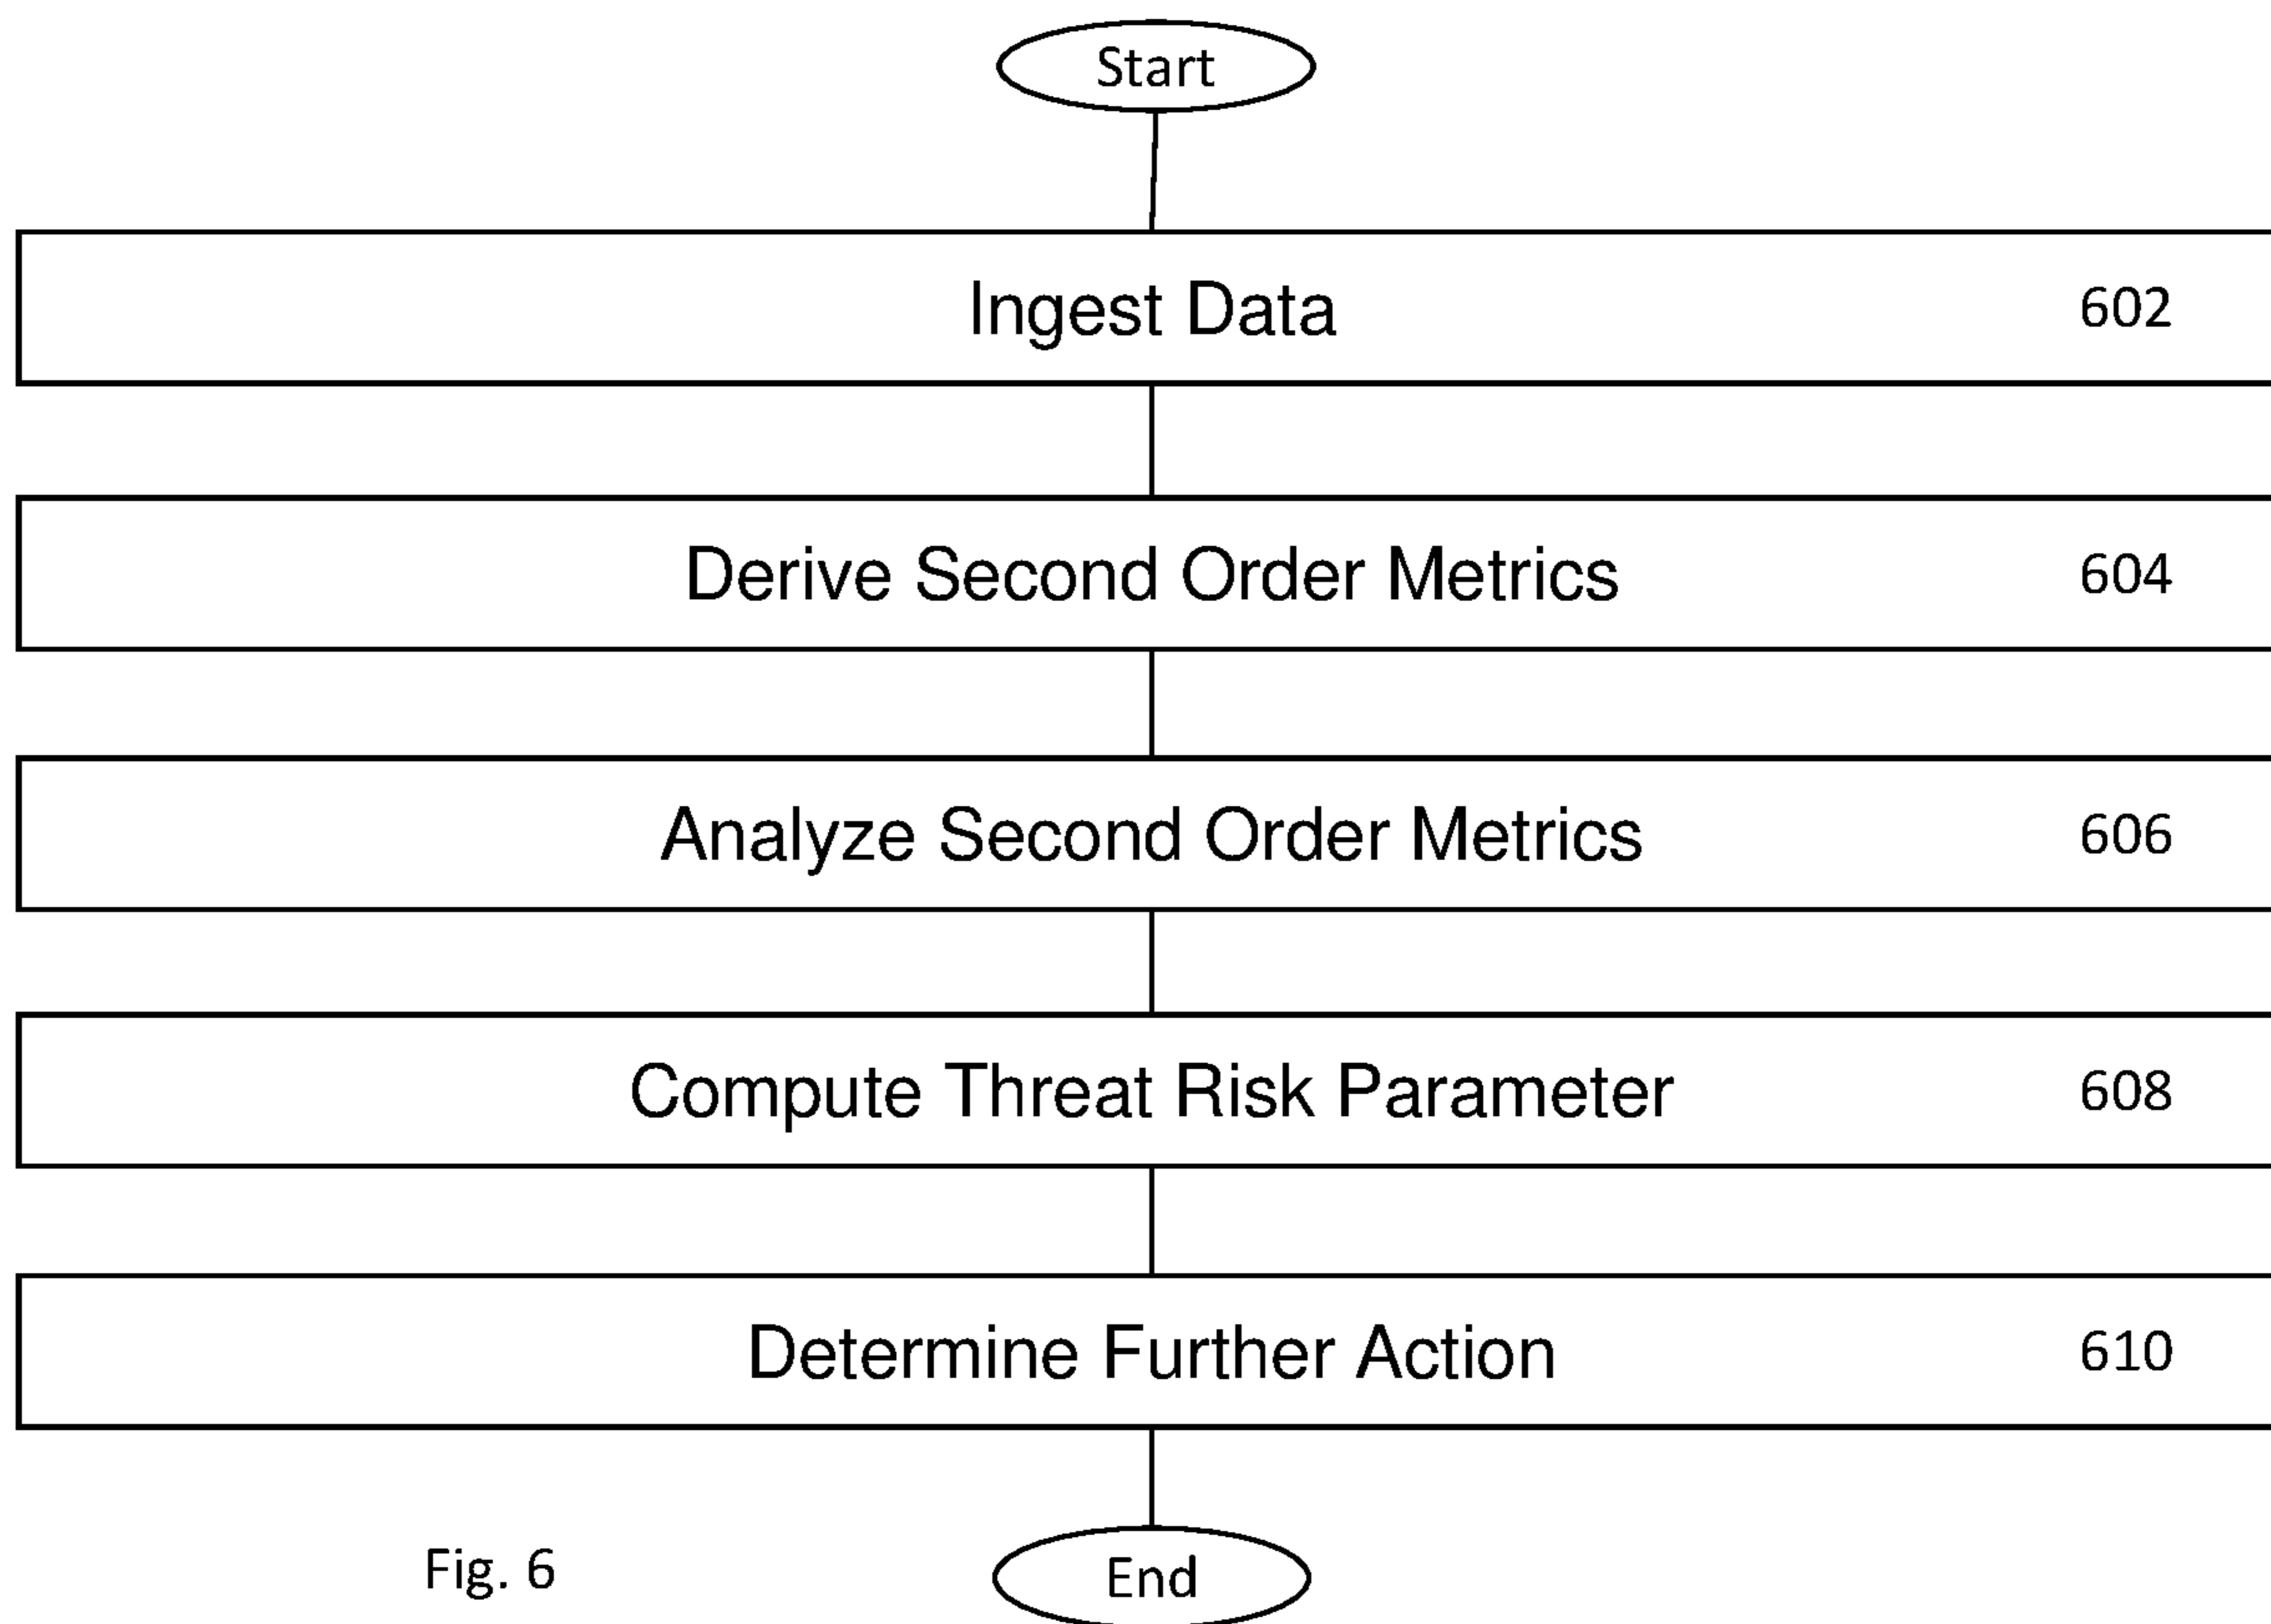 Start
Ingest Data 602
Derive Second Order Metrics 604
Analyze Second Order Metrics 606
Compute Threat Risk Parameter 608
Determine Further Action 610
Fig. 6
End